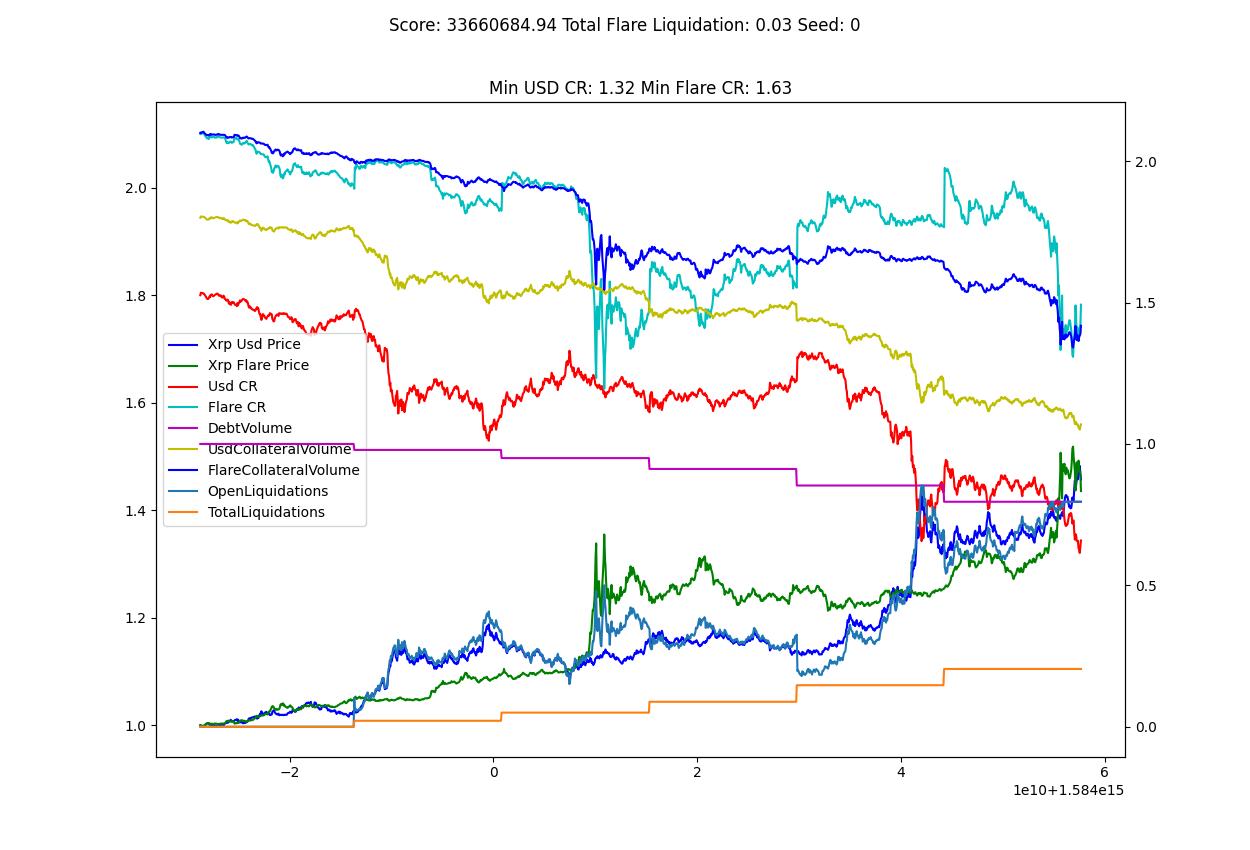 Score: 33660684.94 Total Flare Liquidation: 0.03 Seed: 0
Min USD CR: 1.32 Min Flare CR: 1.63
2.0
1.8
1.6
1.4
1.2
1.0
2.0
1.5
1.0
0.5
0.0
Xrp Usd Price
Xrp Flare Price
Usd CR
Flare CR
DebtVolume
UsdCollateralVolume
FlareCollateralVolume
OpenLiquidations
TotalLiquidations
−2 0 2 4 6
1e10+1.584e15